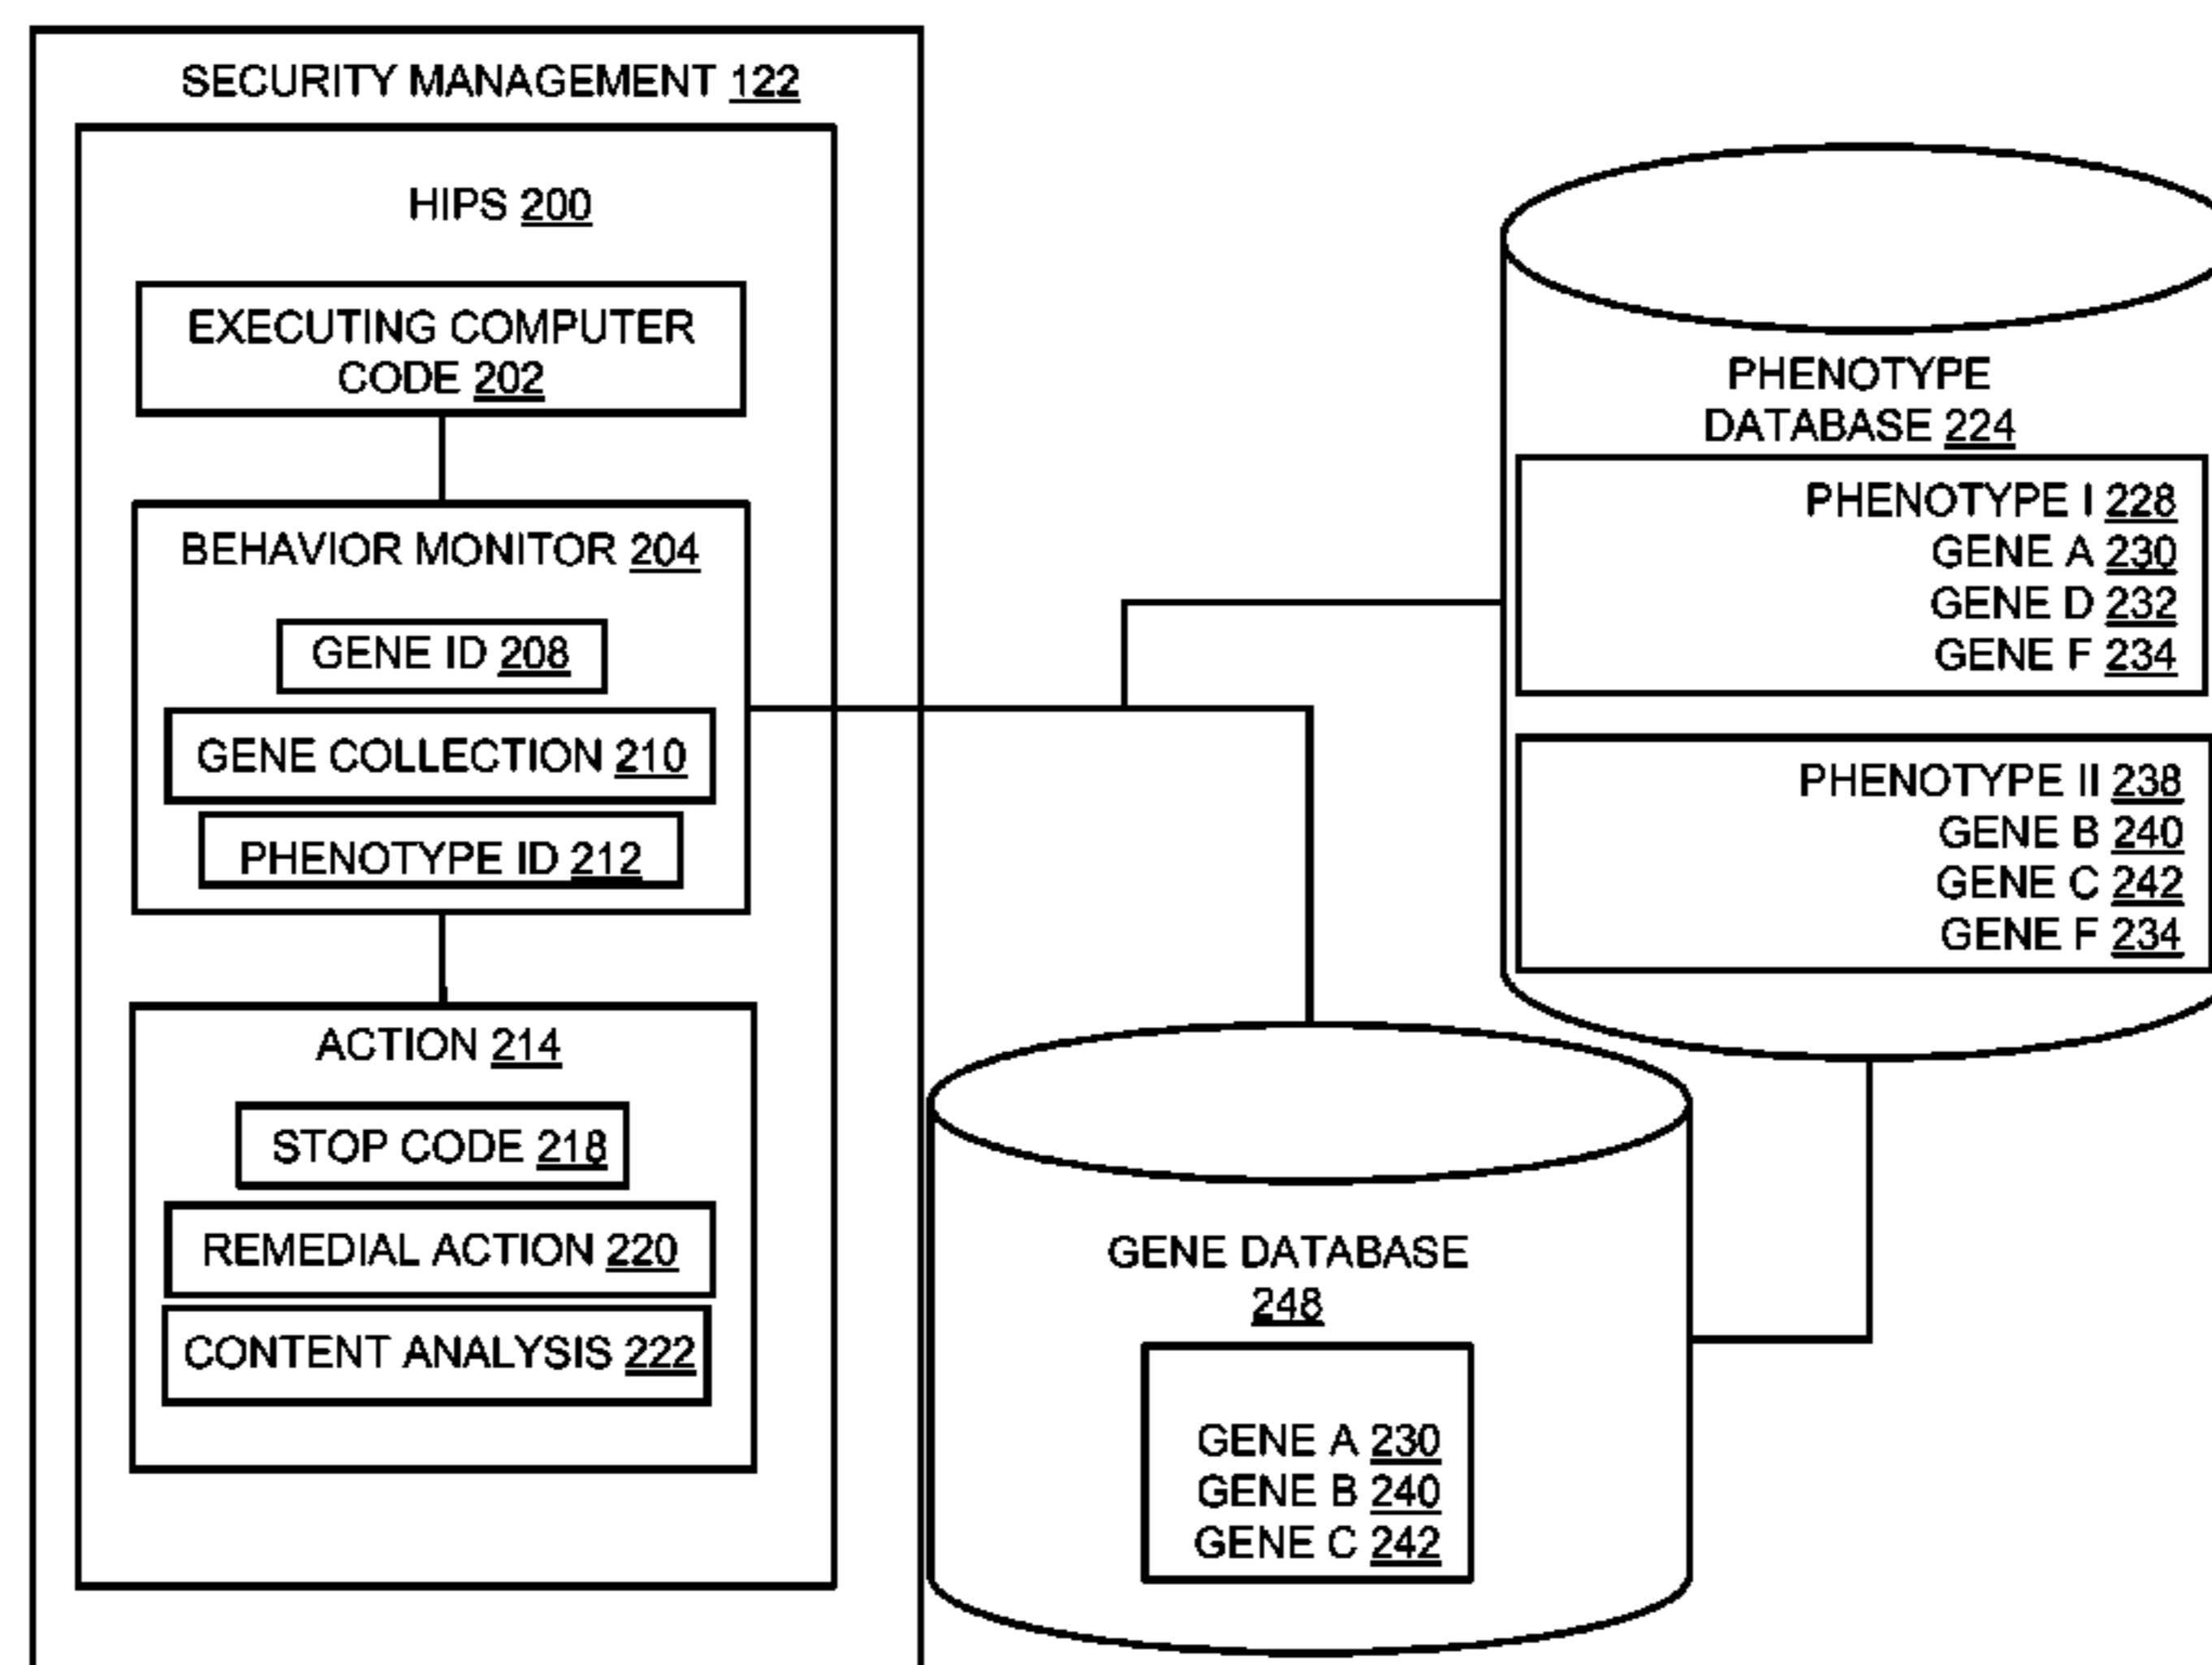 SECURITY MANAGEMENT 122
HIPS 200
EXECUTING COMPUTER
CODE 202
BEHAVIOR MONITOR 204
GENE ID 208
GENE COLLECTION 210
PHENOTYPE ID 212
ACTION 214
STOP CODE 218
REMEDIAL ACTION 220
CONTENT ANALYSIS 222
PHENOTYPE
DATABASE 224
PHENOTYPE I 228
GENE A 230
GENE D 232
GENE F 234
PHENOTYPE II 238
GENE B 240
GENE C 242
GENE F 234
GENE DATABASE
248
GENE A 230
GENE B 240
GENE C 242